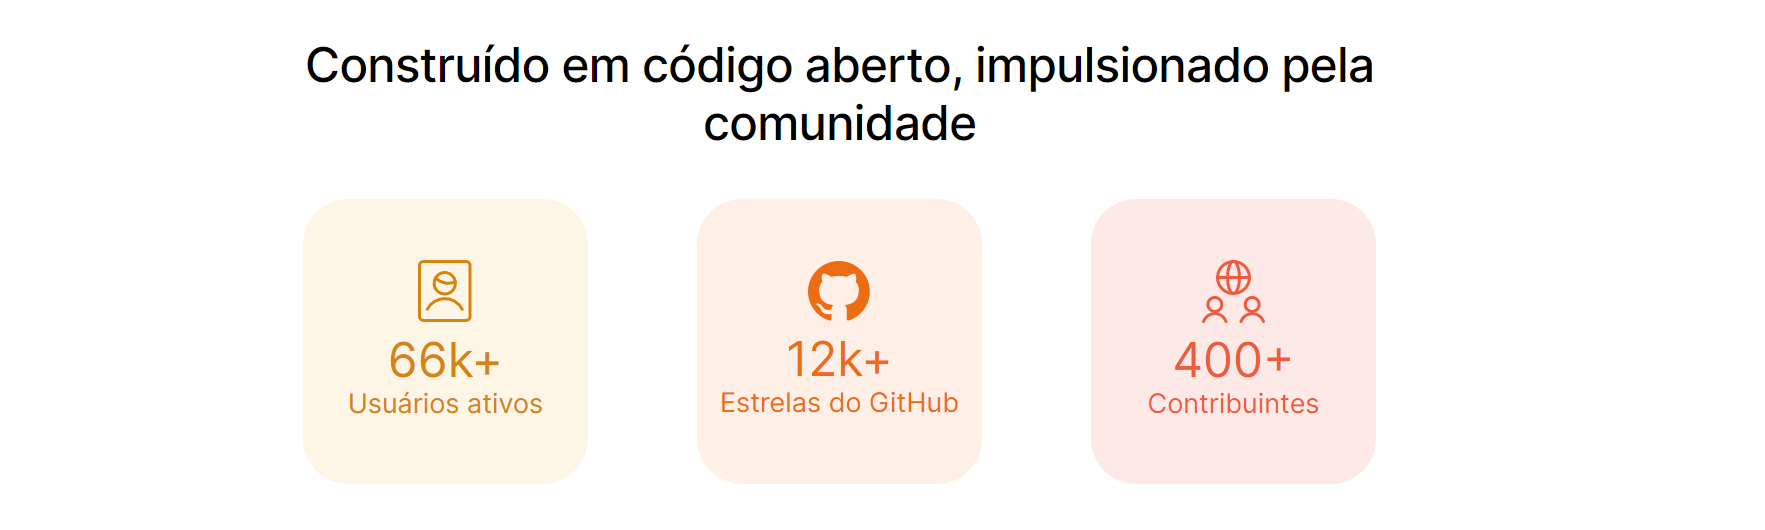 Construído em código aberto, impulsionado pela
comunidade
66k+
Usuários ativos
12k+
Estrelas do GitHub
400+
Contribuintes